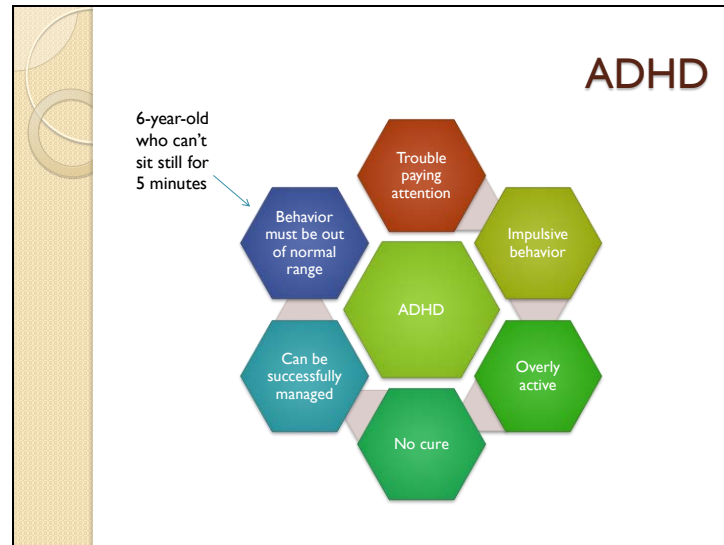 ADHD
6-year-old
who can't
sit still for
5 minutes
Trouble
paying
attention
Impulsive
behavior
Overly
active
No cure
Can be
successfully
managed
Behavior
must be out
of normal
range
ADHD